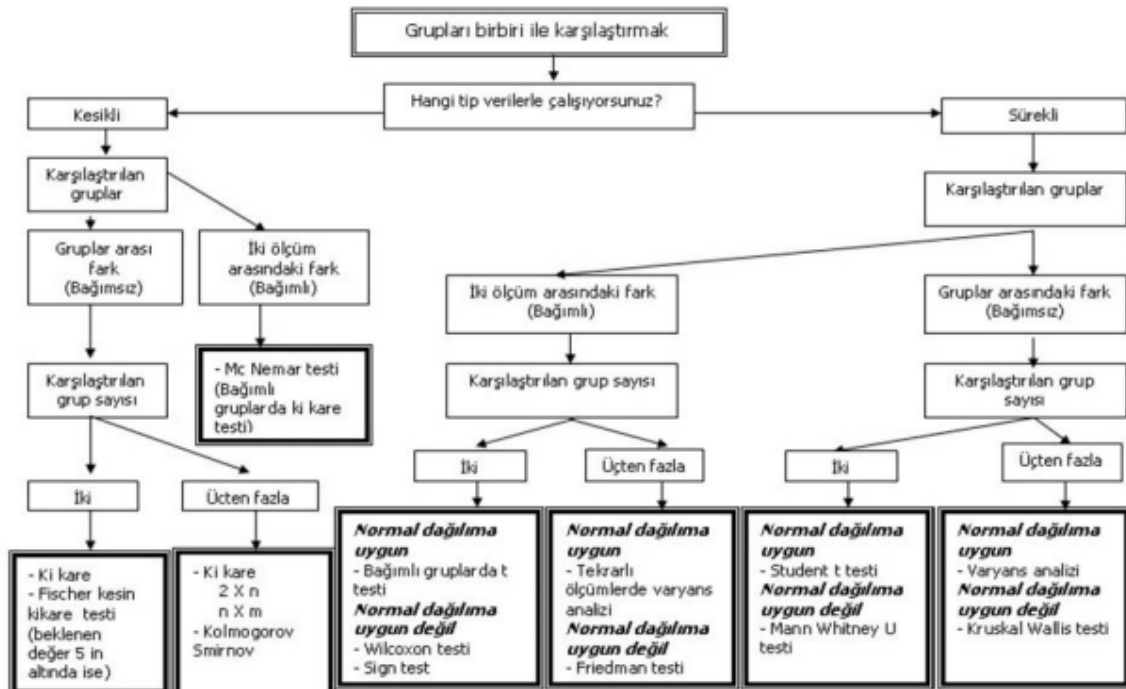 Grupları birbiri ile karşılaştırmak
Hangi tip verilerle çalışıyorsunuz?
Kesikli
Sürekli
Karşılaştırılan
gruplar
Karşılaştırılan gruplar
Gruplar arası
fark
(Bağımsız)
İki ölçüm
arasındaki fark
(Bağımlı)
İki ölçüm arasındaki fark
(Bağımlı)
Gruplar arasındaki fark
(Bağımsız)
Karşılaştırılan
grup sayısı
- Mc Nemar testi
(Bağımlı
gruplarda ki kare
testi)
Karşılaştırılan grup sayısı
Karşılaştırılan grup
sayısı
İki
Üçten fazla
İki
Üçten fazla
İki
Ücten fazla
- Ki kare
- Fischer kesin
kikare testi
(beklenen
değer 5 in
altında ise)
- Ki kare
2 X n
n X m
- Kolmogorov
Smirnov
Normal dağılıma
uygun
- Bağımlı gruplarda t
testi
Normal dağılıma
uygun değil
- Wilcoxon testi
- Sign test
Normal dağılıma
uygun
- Tekrarlı
ölçümlerde varyans
analizi
Normal dağılıma
uygun değil
- Friedman testi
Normal dağılıma
uygun
- Student t testi
Normal dağılıma
uygun değil
- Mann Whitney U
testi
Normal dağılıma
uygun
- Varyans analizi
Normal dağılıma
uygun değil
- Kruskal Wallis testi